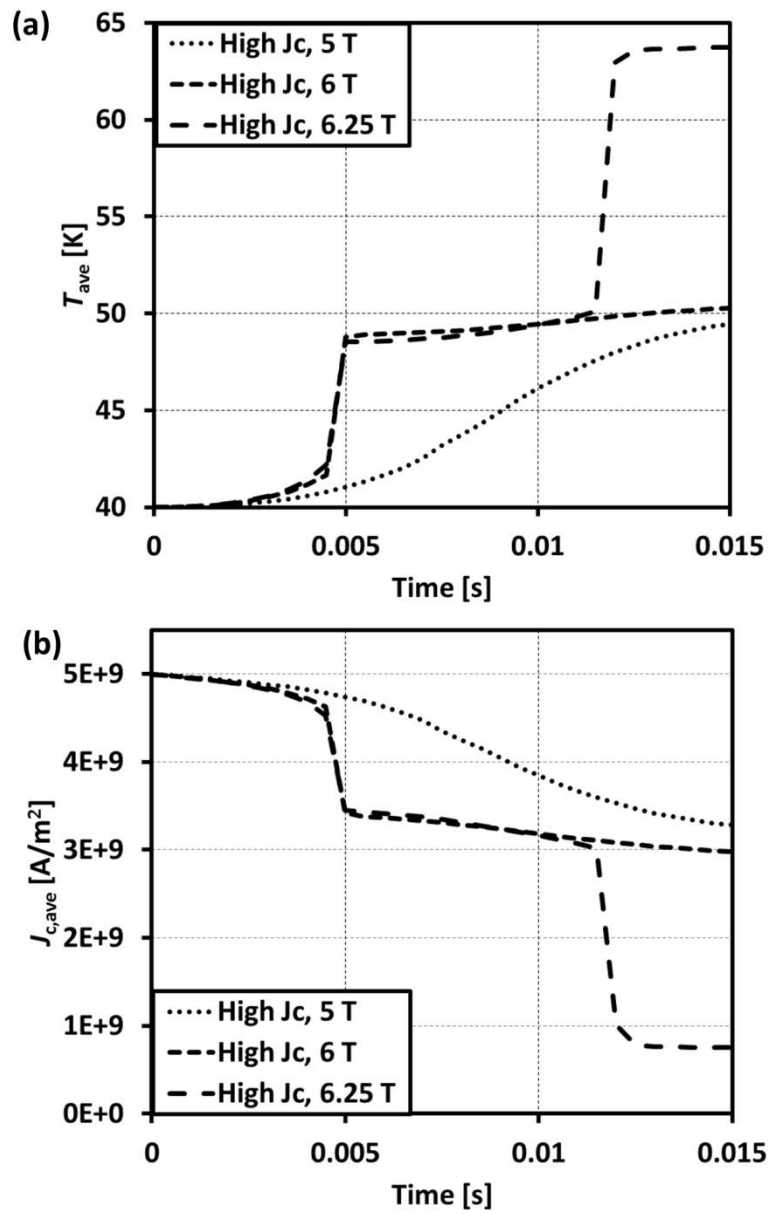 (a)
65
60
55
50
45
40
T_ave [K]
High Jc, 5 T
High Jc, 6 T
High Jc, 6.25 T
0 0.005 0.01 0.015
Time [s]
(b)
5E+9
4E+9
3E+9
2E+9
1E+9
0E+0
J_c,ave [A/m²]
High Jc, 5 T
High Jc, 6 T
High Jc, 6.25 T
0 0.005 0.01 0.015
Time [s]